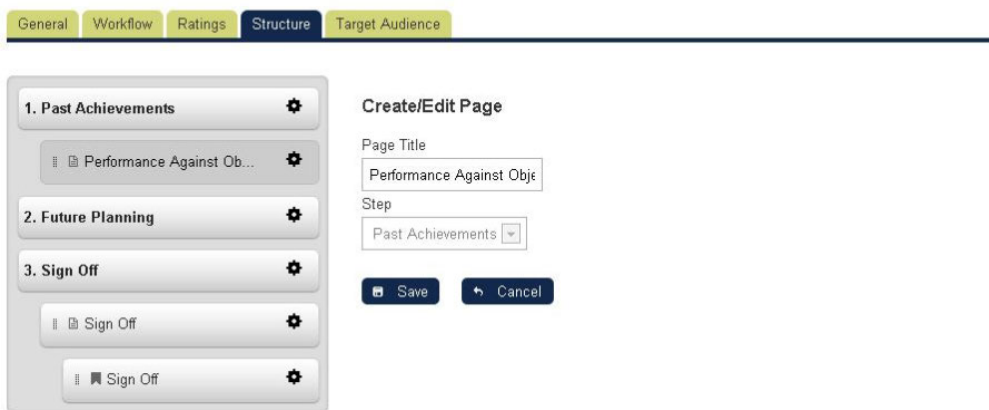 General Workflow Ratings Structure Target Audience
1. Past Achievements
Performance Against Ob...
2. Future Planning
3. Sign Off
Sign Off
Sign Off
Create/Edit Page
Page Title
Performance Against Obje
Step
Past Achievements
Save Cancel